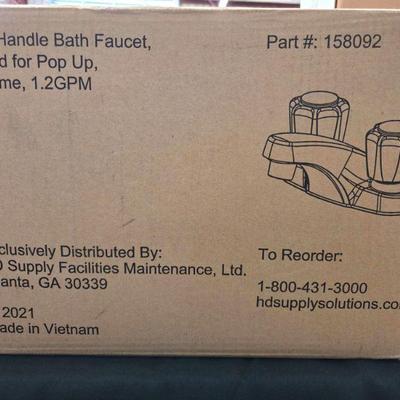 Handle Bath Faucet,
d for Pop Up,
me, 1.2GPM
Part #: 158092
clusively Distributed By:
D Supply Facilities Maintenance, Ltd.
anta, GA 30339
2021
ade in Vietnam
To Reorder:
1-800-431-3000
hdsupplysolutions.co